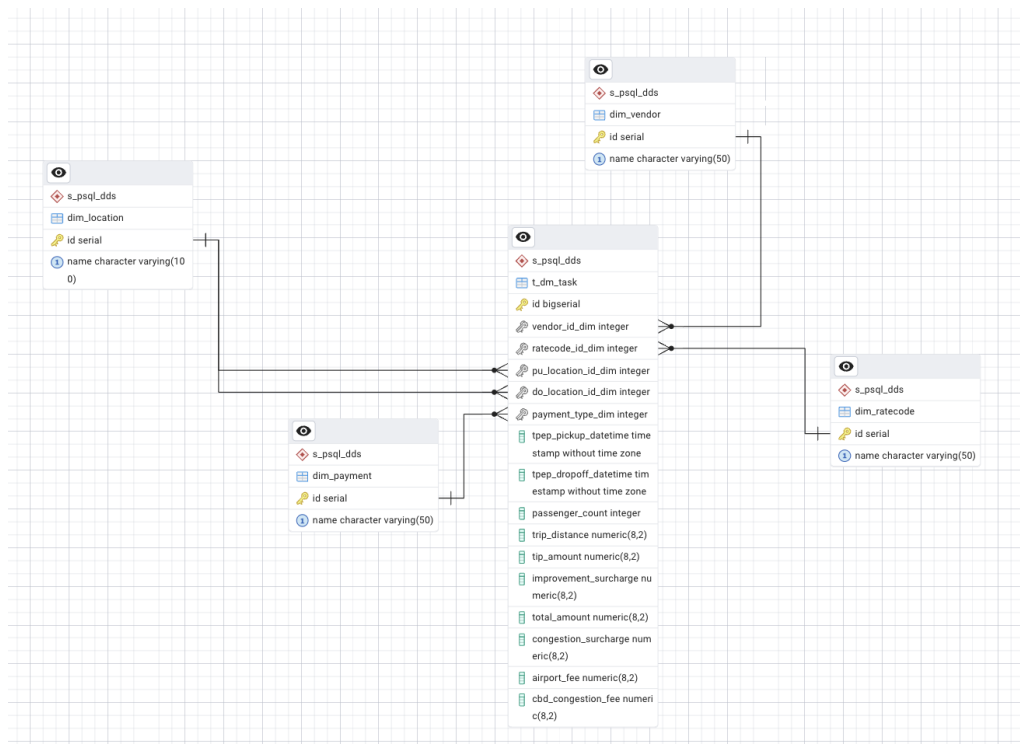 s_psql_dds
dim_vendor
id serial
name character varying(50)
s_psql_dds
dim_location
id serial
name character varying(10
0)
s_psql_dds
t_dm_task
id bigserial
vendor_id_dim integer
ratecode_id_dim integer
pu_location_id_dim integer
do_location_id_dim integer
payment_type_dim integer
tpep_pickup_datetime time
stamp without time zone
tpep_dropoff_datetime tim
estamp without time zone
passenger_count integer
trip_distance numeric(8,2)
tip_amount numeric(8,2)
improvement_surcharge nu
meric(8,2)
total_amount numeric(8,2)
congestion_surcharge num
eric(8,2)
airport_fee numeric(8,2)
cbd_congestion_fee numeri
c(8,2)
s_psql_dds
dim_ratecode
id serial
1 name character varying(50)
s_psql_dds
dim_payment
id serial
1 name character varying(50)